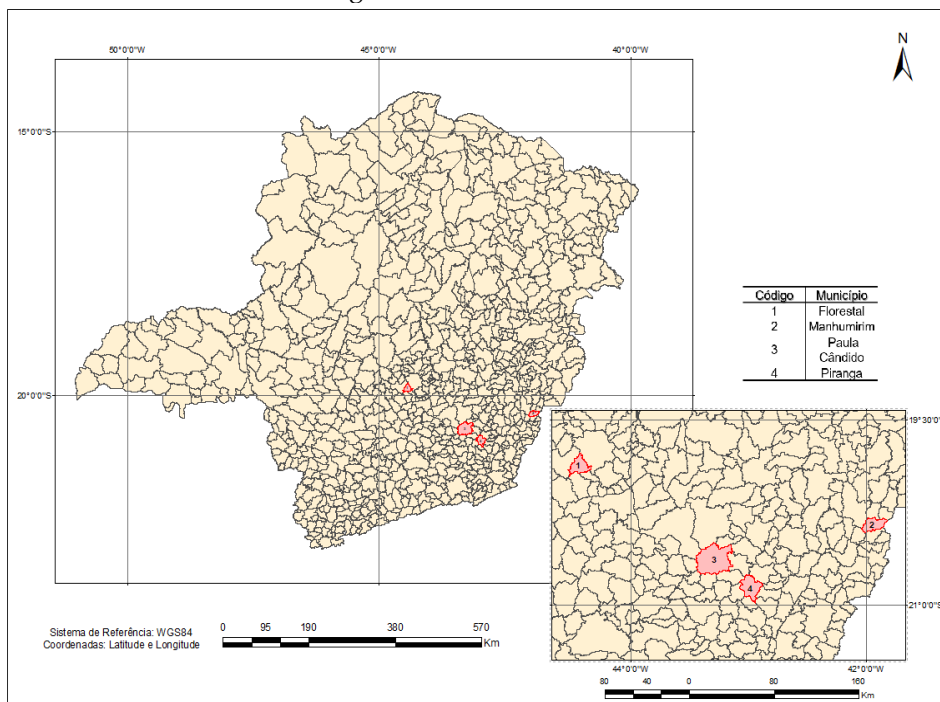 50°0'0"W
45°0'0"W
40°0'0"W
N
15°0'0"S
20°0'0"S
Código Município
1 Florestal
2 Manhumirim
3 Paula
Cândido
4 Piranga
19°30'0"S
1
2
3
4
21°0'0"S
44°0'0"W
42°0'0"W
Sistema de Referência: WGS84
Coordenadas: Latitude e Longitude
0 95 190 380 570
Km
80 40 0 80 160
Km